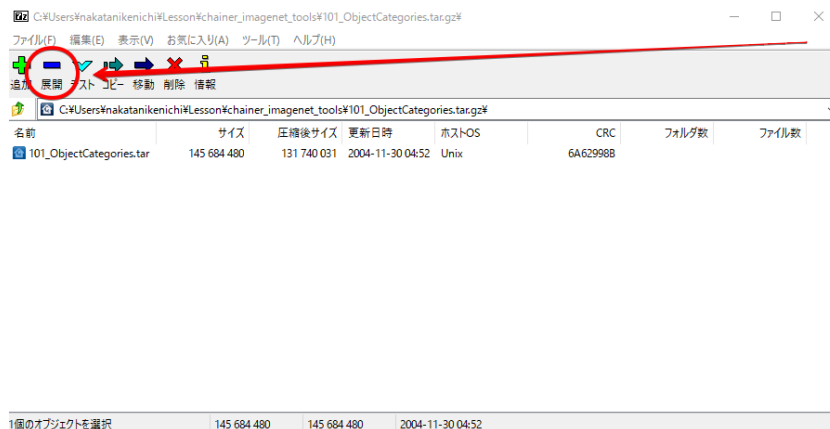 7z C:¥Users¥nakatanikenichi¥Lesson¥chainer_imagenet_tools¥101_ObjectCategories.tar.gz¥
ファイル(F) 編集(E) 表示(V) お気に入り(A) ツール(T) ヘルプ(H)
追加 展開 テスト コピー 移動 削除 情報
C:¥Users¥nakatanikenichi¥Lesson¥chainer_imagenet_tools¥101_ObjectCategories.tar.gz¥
名前 サイズ 圧縮後サイズ 更新日時 ホストOS CRC フォルダ数 ファイル数
101_ObjectCategories.tar 145 684 480 131 740 031 2004-11-30 04:52 Unix 6A62998B
1個のオブジェクトを選択 145 684 480 145 684 480 2004-11-30 04:52